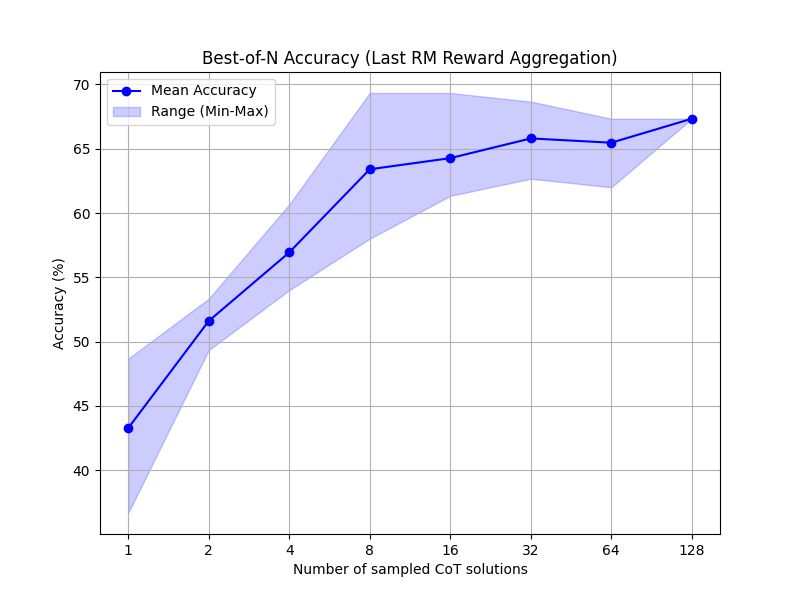 Best-of-N Accuracy (Last RM Reward Aggregation)
Mean Accuracy
Range (Min-Max)
Accuracy (%)
70
65
60
55
50
45
40
1 2 4 8 16 32 64 128
Number of sampled CoT solutions